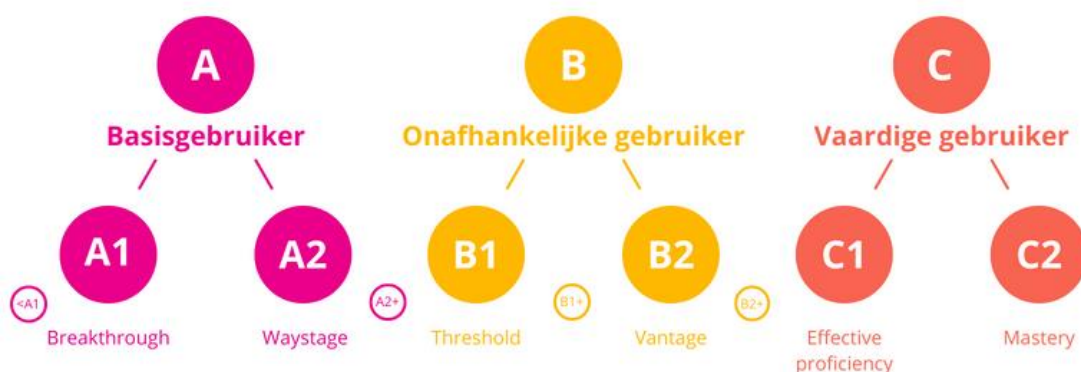 A
B
C
Basisgebruiker
Onafhankelijke gebruiker
Vaardige gebruiker
A1
A2
B1
B2
C1
C2
<A1
A2+
B1+
B2+
Breakthrough
Waystage
Threshold
Vantage
Effective
proficiency
Mastery